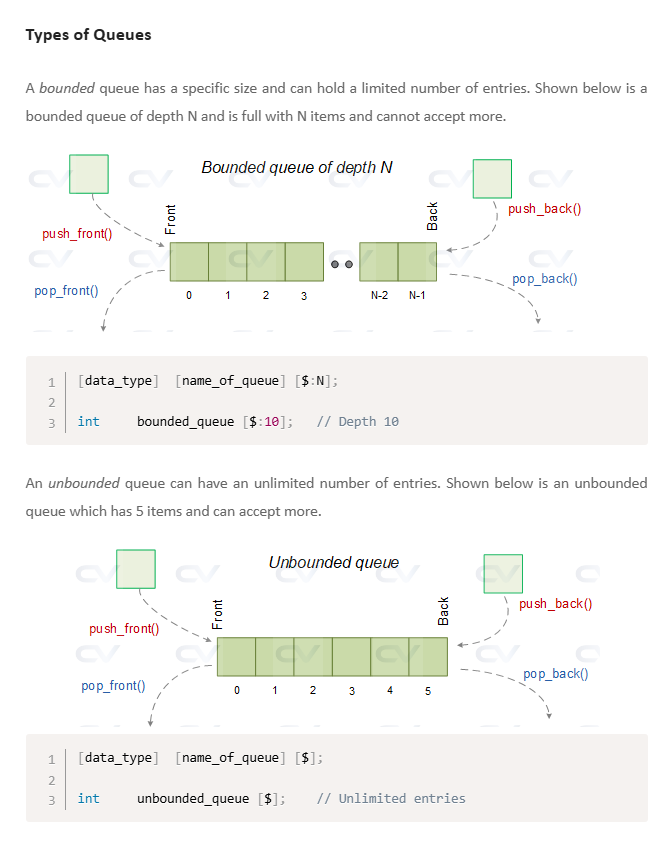 Types of Queues
A bounded queue has a specific size and can hold a limited number of entries. Shown below is a
bounded queue of depth N and is full with N items and cannot accept more.
Bounded queue of depth N
push_front()
Front
Back
push_back()
pop_front()
pop_back()
0 1 2 3 N-2 N-1
1 [data_type] [name_of_queue] [$:N];
2
3 int bounded_queue [$:10]; // Depth 10
An unbounded queue can have an unlimited number of entries. Shown below is an unbounded
queue which has 5 items and can accept more.
Unbounded queue
push_front()
Front
Back
push_back()
pop_front()
pop_back()
0 1 2 3 4 5
1 [data_type] [name_of_queue] [$];
2
3 int unbounded_queue [$]; // Unlimited entries